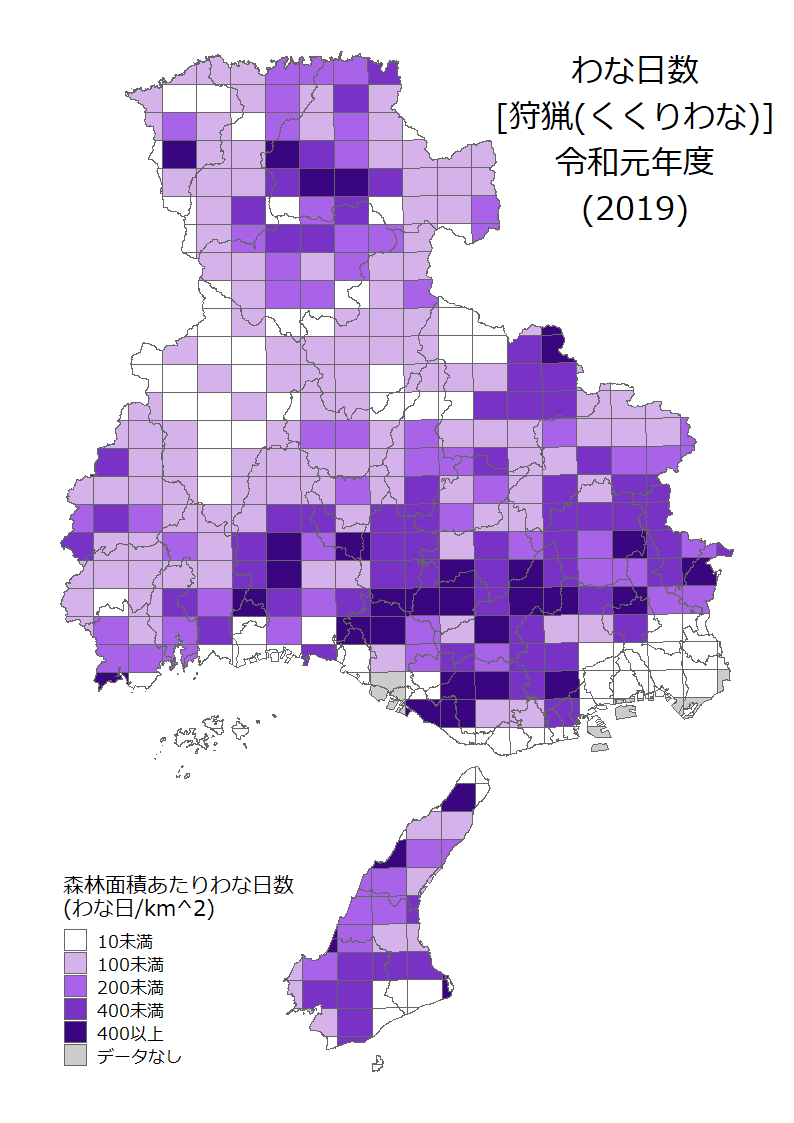 わな日数
[狩猟(くくりわな)]
令和元年度
(2019)
森林面積あたりわな日数
(わな日/km^2)
10未満
100未満
200未満
400未満
400以上
データなし